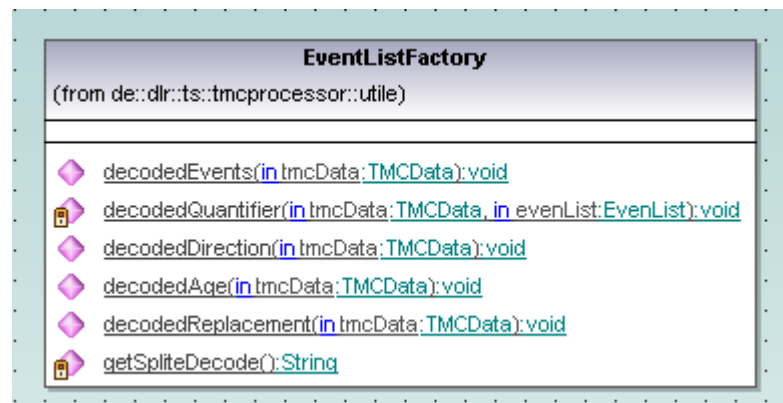 EventListFactory
(from de::dlr::ts::tmcprocessor::utile)
decodedEvents(in tmcData:TMCData):void
decodedQuantifier(in tmcData:TMCData, in evenList:EvenList):void
decodedDirection(in tmcData:TMCData):void
decodedAge(in tmcData:TMCData):void
decodedReplacement(in tmcData:TMCData):void
getSpliteDecode():String